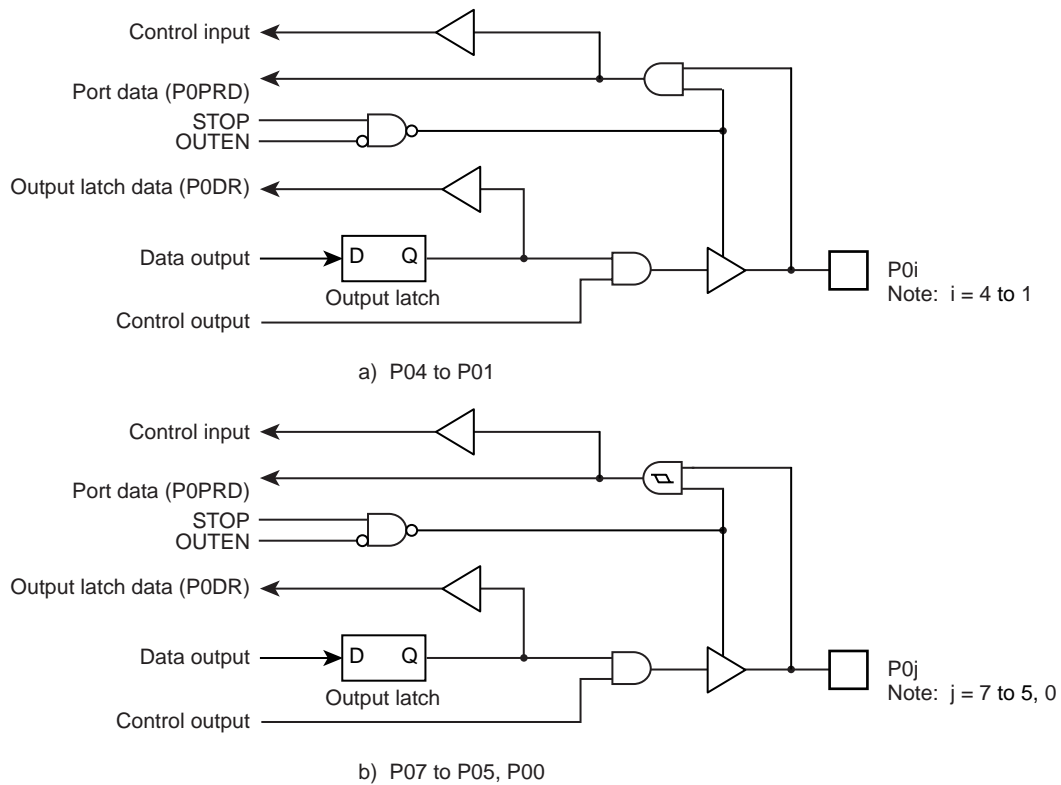 Control input
Port data (P0PRD)
STOP
OUTEN
Output latch data (P0DR)
Data output
D Q
Output latch
Control output
P0i
Note: i = 4 to 1
a) P04 to P01
Control input
Port data (P0PRD)
STOP
OUTEN
Output latch data (P0DR)
Data output
D Q
Output latch
Control output
P0j
Note: j = 7 to 5, 0
b) P07 to P05, P00